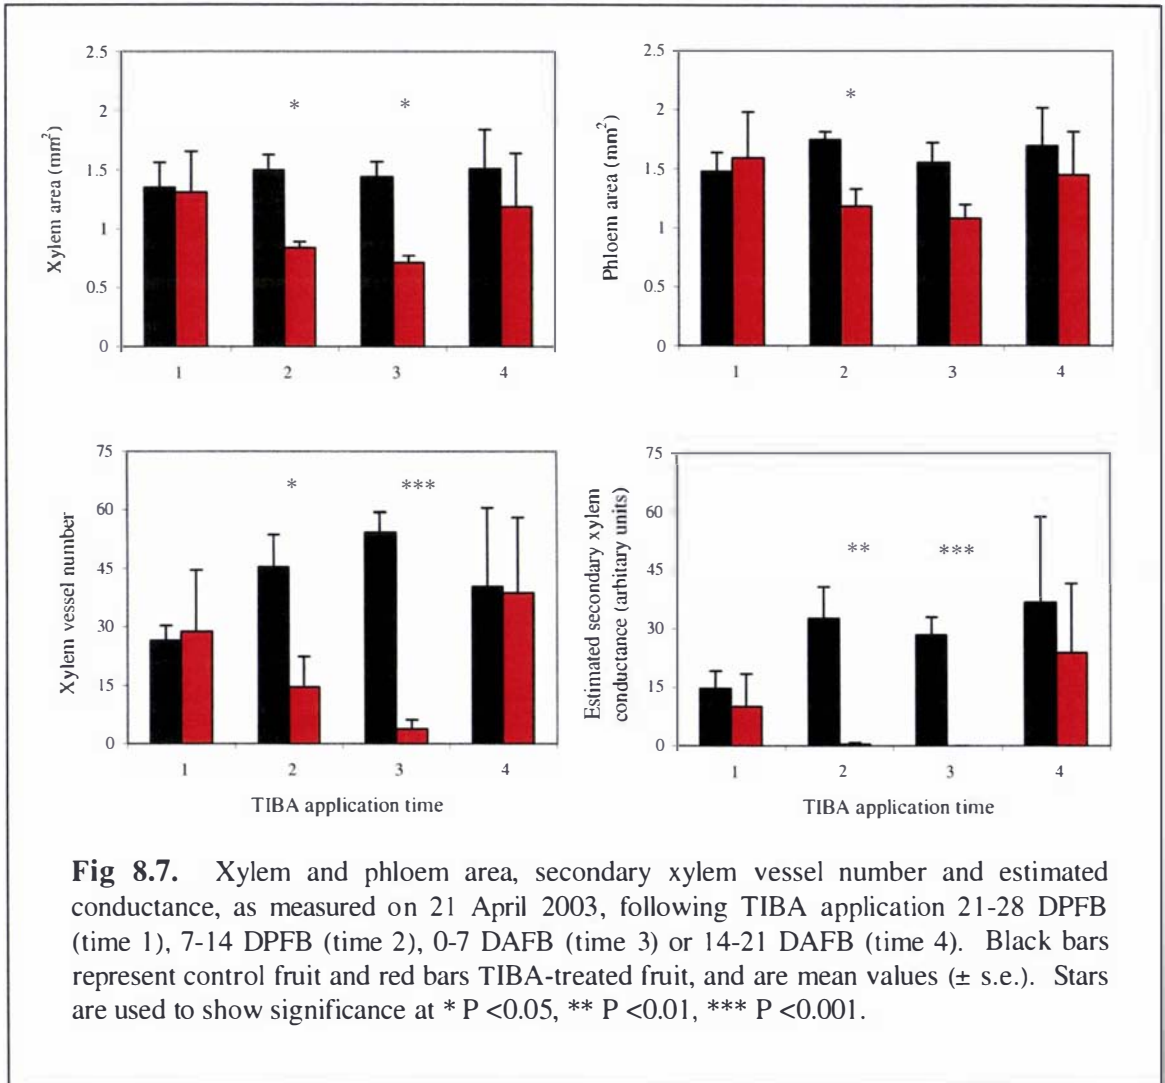 2.5
2
1.5
1
0.5
0
Xylem area (mm²)
* *
1 2 3 4
2.5
2
1.5
1
0.5
0
Phloem area (mm²)
*
1 2 3 4
75
60
45
30
15
0
Xylem vessel number
* ***
1 2 3 4
TIBA application time
75
60
45
30
15
0
Estimated secondary xylem
conductance (arbitary units)
** ***
1 2 3 4
TIBA application time
Fig 8.7. Xylem and phloem area, secondary xylem vessel number and estimated
conductance, as measured on 21 April 2003, following TIBA application 21-28 DPFB
(time 1), 7-14 DPFB (time 2), 0-7 DAFB (time 3) or 14-21 DAFB (time 4). Black bars
represent control fruit and red bars TIBA-treated fruit, and are mean values (± s.e.). Stars
are used to show significance at * P <0.05, ** P <0.01, *** P <0.001.